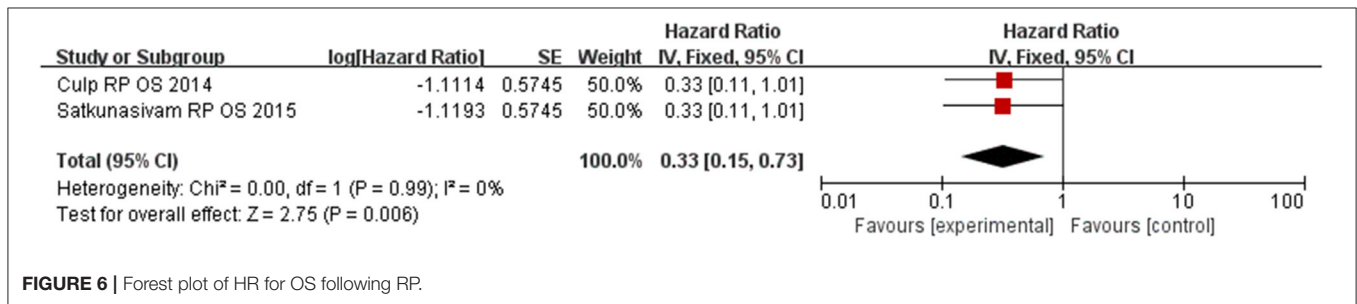 Hazard Ratio Hazard Ratio
Study or Subgroup log[Hazard Ratio] SE Weight IV, Fixed, 95% CI IV, Fixed, 95% CI
Culp RP OS 2014 -1.1114 0.5745 50.0% 0.33 [0.11, 1.01]
Satkunasivam RP OS 2015 -1.1193 0.5745 50.0% 0.33 [0.11, 1.01]
Total (95% CI) 100.0% 0.33 [0.15, 0.73]
Heterogeneity: Chi² = 0.00, df = 1 (P = 0.99); I² = 0%
Test for overall effect: Z = 2.75 (P = 0.006)
0.01 0.1 1 10 100
Favours [experimental] Favours [control]
FIGURE 6 | Forest plot of HR for OS following RP.